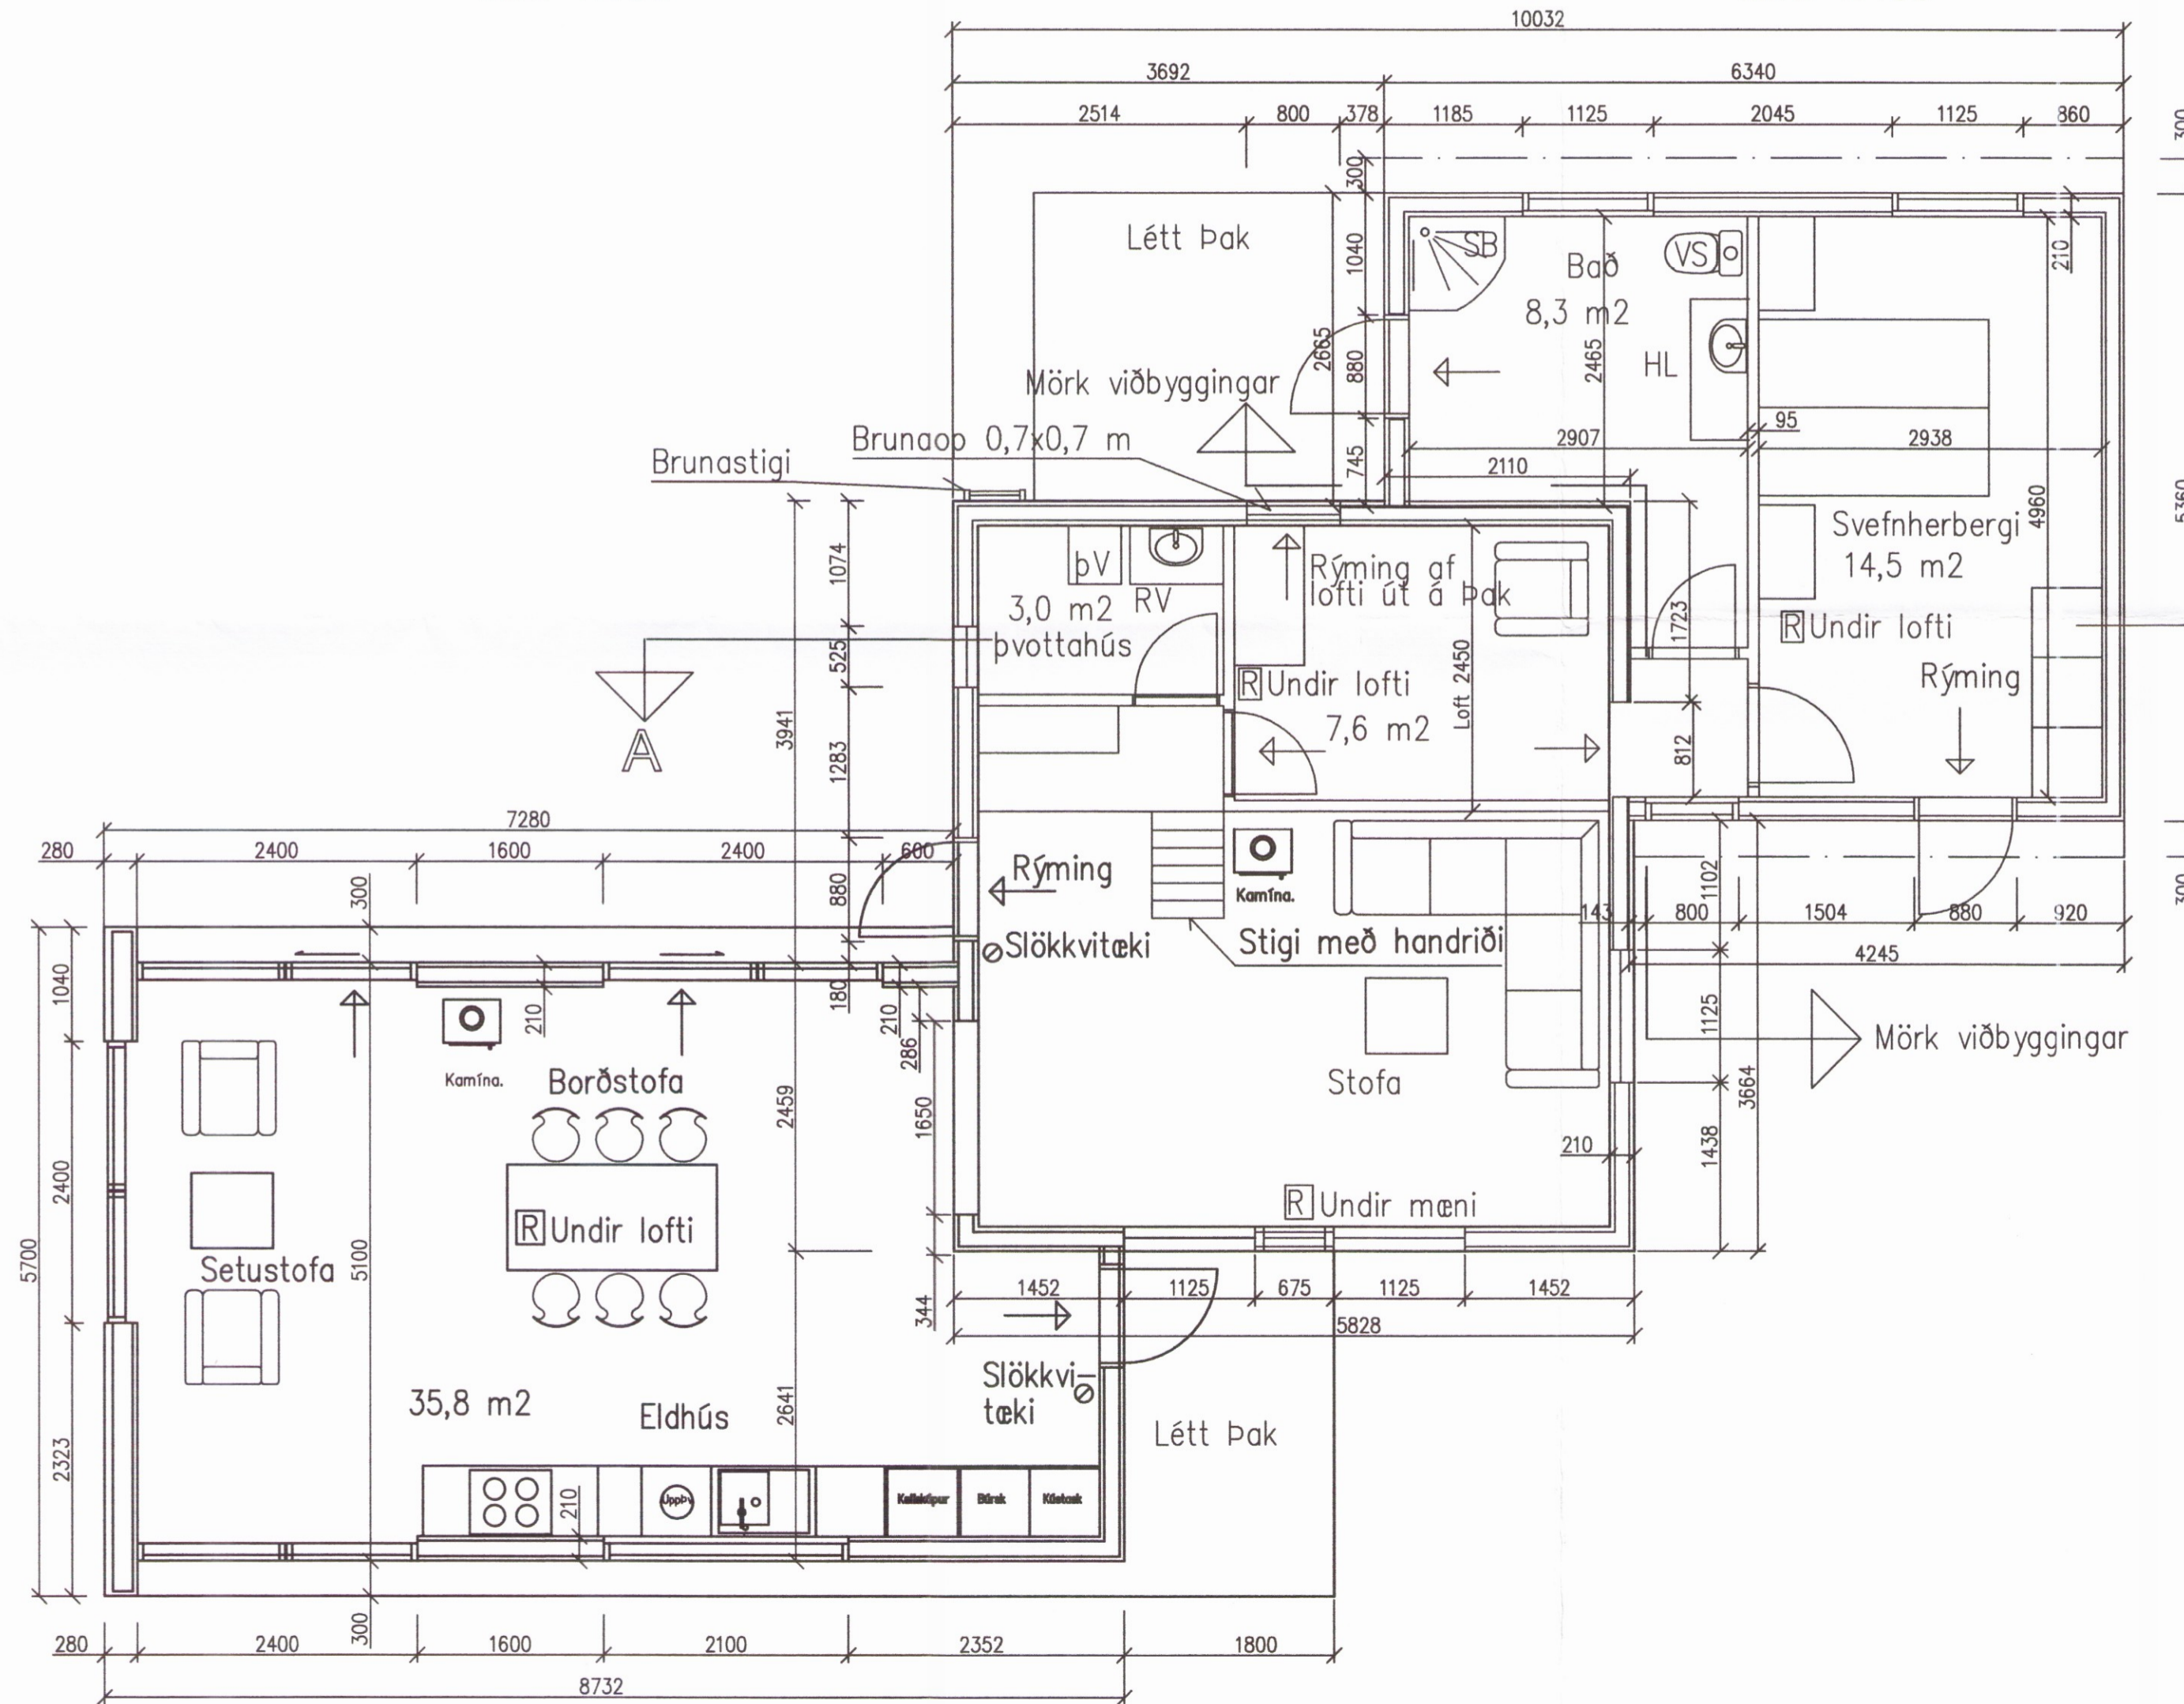 10032
3692 6340
2514 800 378 1185 1125 2045 1125 860
300
300
Létt Þak
1040
SB
Bað
8,3 m2
VS
HL
210
2665
880
2465
Mörk viðbyggingar
95
2907 2938
Brunaop 0,7x0,7 m
Brunastigi
745
2110
4960
5360
Svefnherbergi
14,5 m2
R Undir lofti
Rýming
1074
þV
RV
3,0 m2
þvottahús
Rýming af
lofti út á Þak
R Undir lofti
7,6 m2
Loft 2450
1723
812
525
3941
1283
A
7280
280 2400 1600 2400 600
300
880
Rýming
Kamína.
Slökkvitæki
Stigi með handriði
1102
143 800 1504 880 920
300
4245
1040
210
180
210
286
Kamína.
Borðstofa
Stofa
1125
3664
Mörk viðbyggingar
2459
1650
1438
210
2400
R Undir lofti
R Undir mæni
5700
5100
Setustofa
1452 1125 675 1125 1452
344
5828
Slökkvi-
tæki
35,8 m2
Eldhús
2641
Létt Þak
2323
210
Uppþv
Búrsk
Kústask
300
280 2400 1600 2100 2352 1800
8732